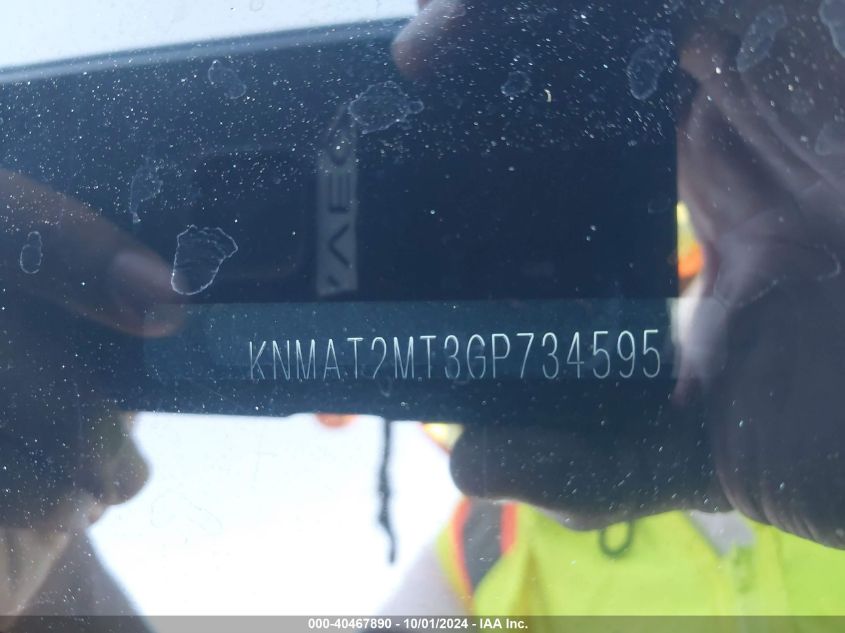 KNMAT2MT3GP734595
000-40467890 - 10/01/2024 - IAA Inc.